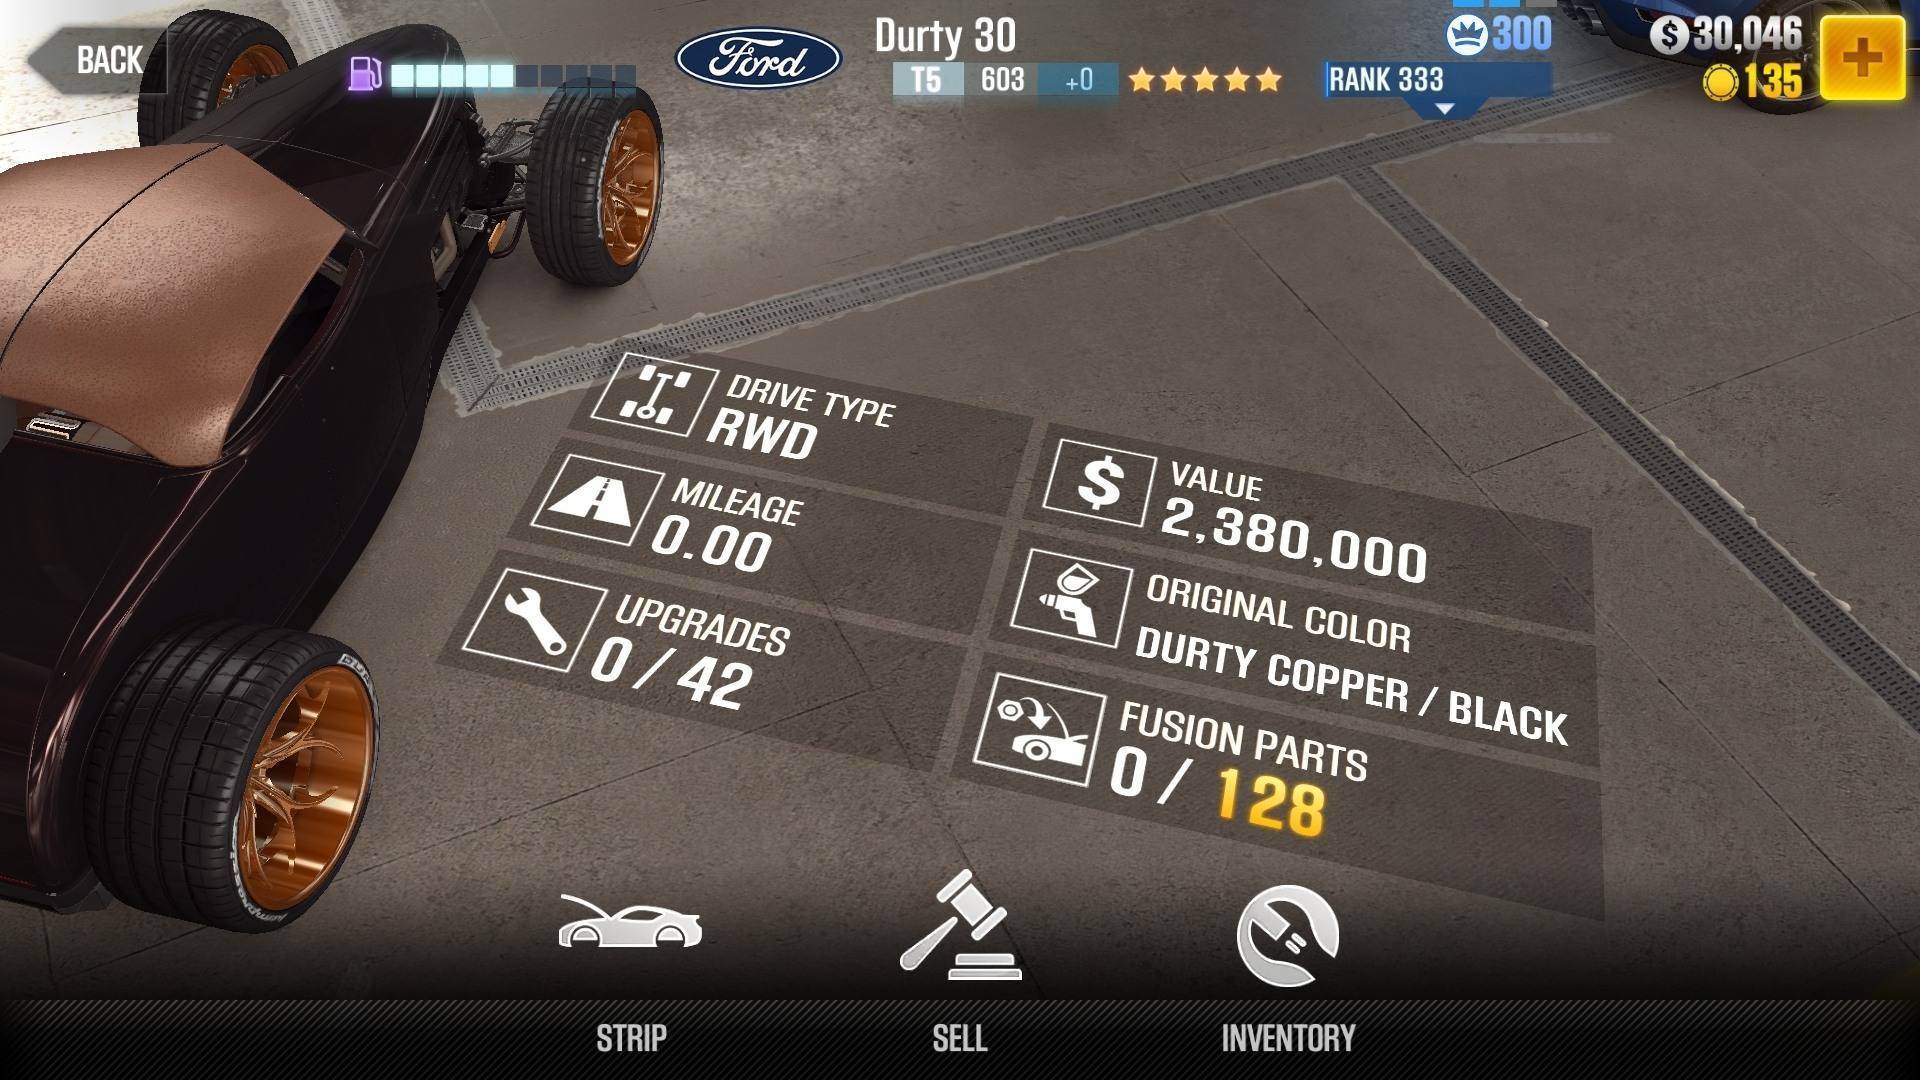 BACK
Ford
Durty 30
T5 603 +0
300
RANK 333
$ 30,046
135
DRIVE TYPE
RWD
MILEAGE
0.00
UPGRADES
0 / 42
$ VALUE
2,380,000
ORIGINAL COLOR
DURTY COPPER / BLACK
FUSION PARTS
0 / 128
STRIP
SELL
INVENTORY